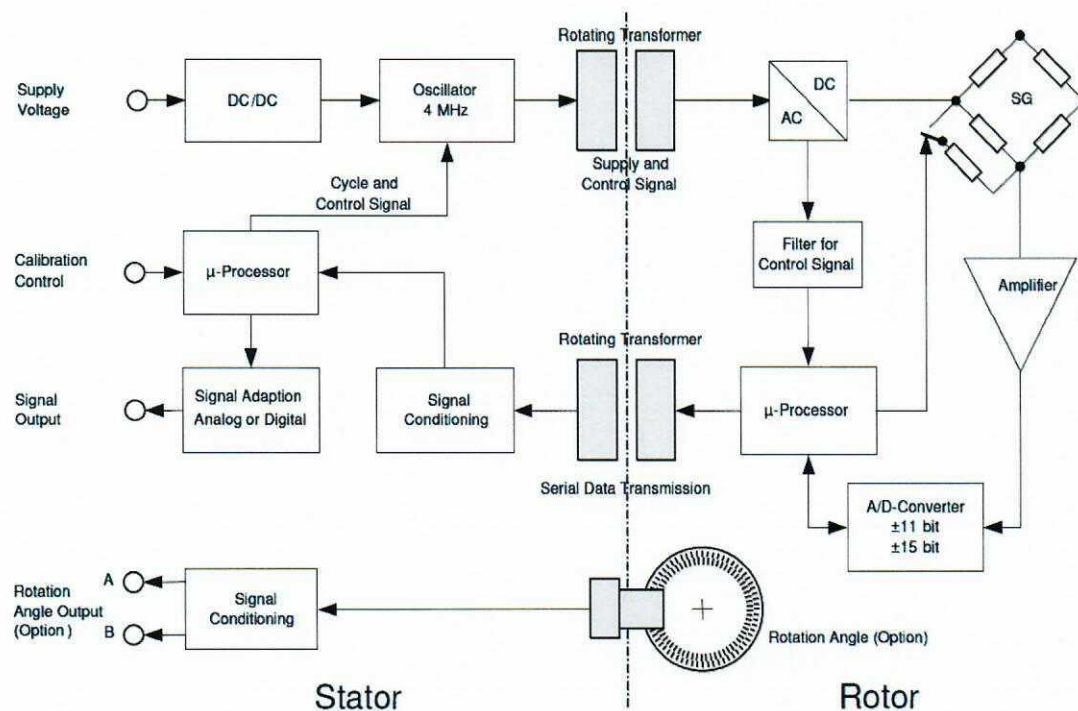 Rotating Transformer
Supply
Voltage
DC/DC
Oscillator
4 MHz
DC
AC
SG
Supply and
Control Signal
Cycle and
Control Signal
Calibration
Control
μ-Processor
Filter for
Control Signal
Amplifier
Rotating Transformer
Signal
Output
Signal Adaption
Analog or Digital
Signal
Conditioning
μ-Processor
Serial Data Transmission
A/D-Converter
±11 bit
±15 bit
Rotation
Angle Output
(Option )
A
B
Signal
Conditioning
Rotation Angle (Option)
Stator
Rotor